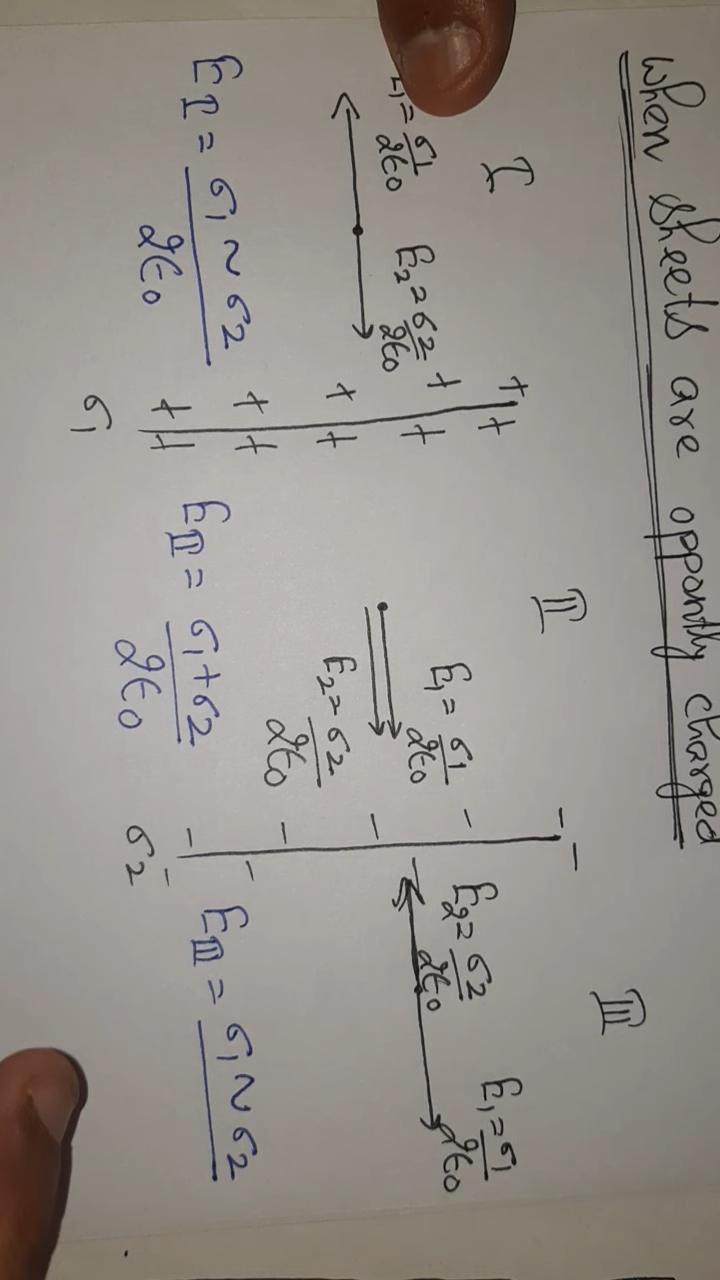 When sheets are oppontly charged
I
II
III
E₁ = σ₁/2ϵ₀
E₂ = σ₂/2ϵ₀
E₁ = σ₁/2ϵ₀
E₂ = σ₂/2ϵ₀
E₂ = σ₂/2ϵ₀
E₁ = σ₁/2ϵ₀
+ + + + +
+ + + + +
- - - - -
- - - -
E_I = σ₁ ~ σ₂/2ϵ₀
E_II = σ₁ + σ₂/2ϵ₀
E_III = σ₁ ~ σ₂
σ₁
σ₂